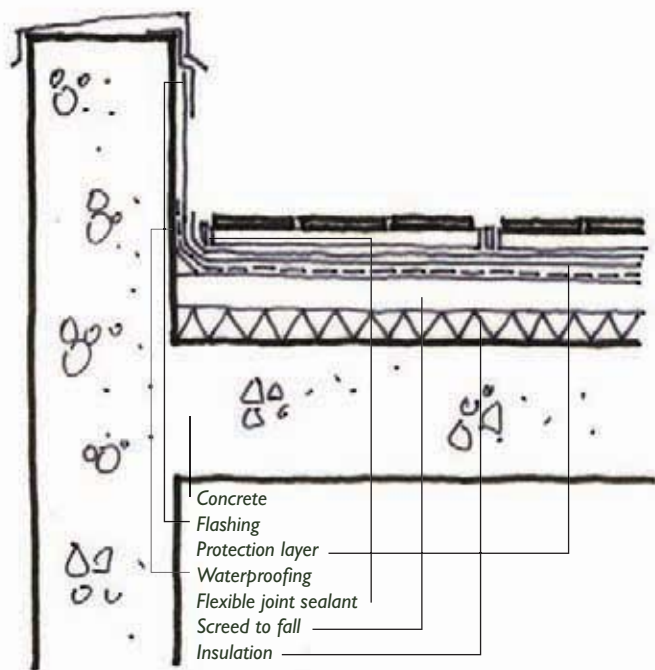 Concrete
Flashing
Protection layer
Waterproofing
Flexible joint sealant
Screed to fall
Insulation